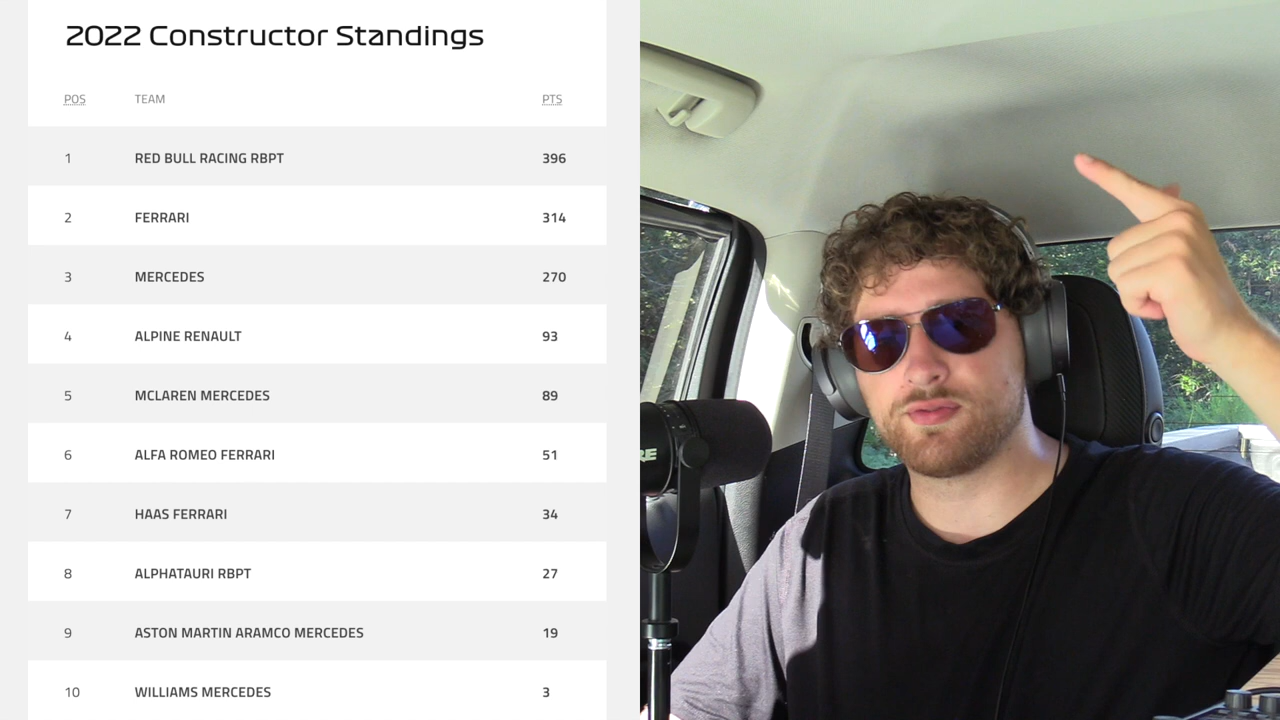 2022 Constructor Standings
POS TEAM PTS
1 RED BULL RACING RBPT 396
2 FERRARI 314
3 MERCEDES 270
4 ALPINE RENAULT 93
5 MCLAREN MERCEDES 89
6 ALFA ROMEO FERRARI 51
7 HAAS FERRARI 34
8 ALPHATAURI RBPT 27
9 ASTON MARTIN ARAMCO MERCEDES 19
10 WILLIAMS MERCEDES 3